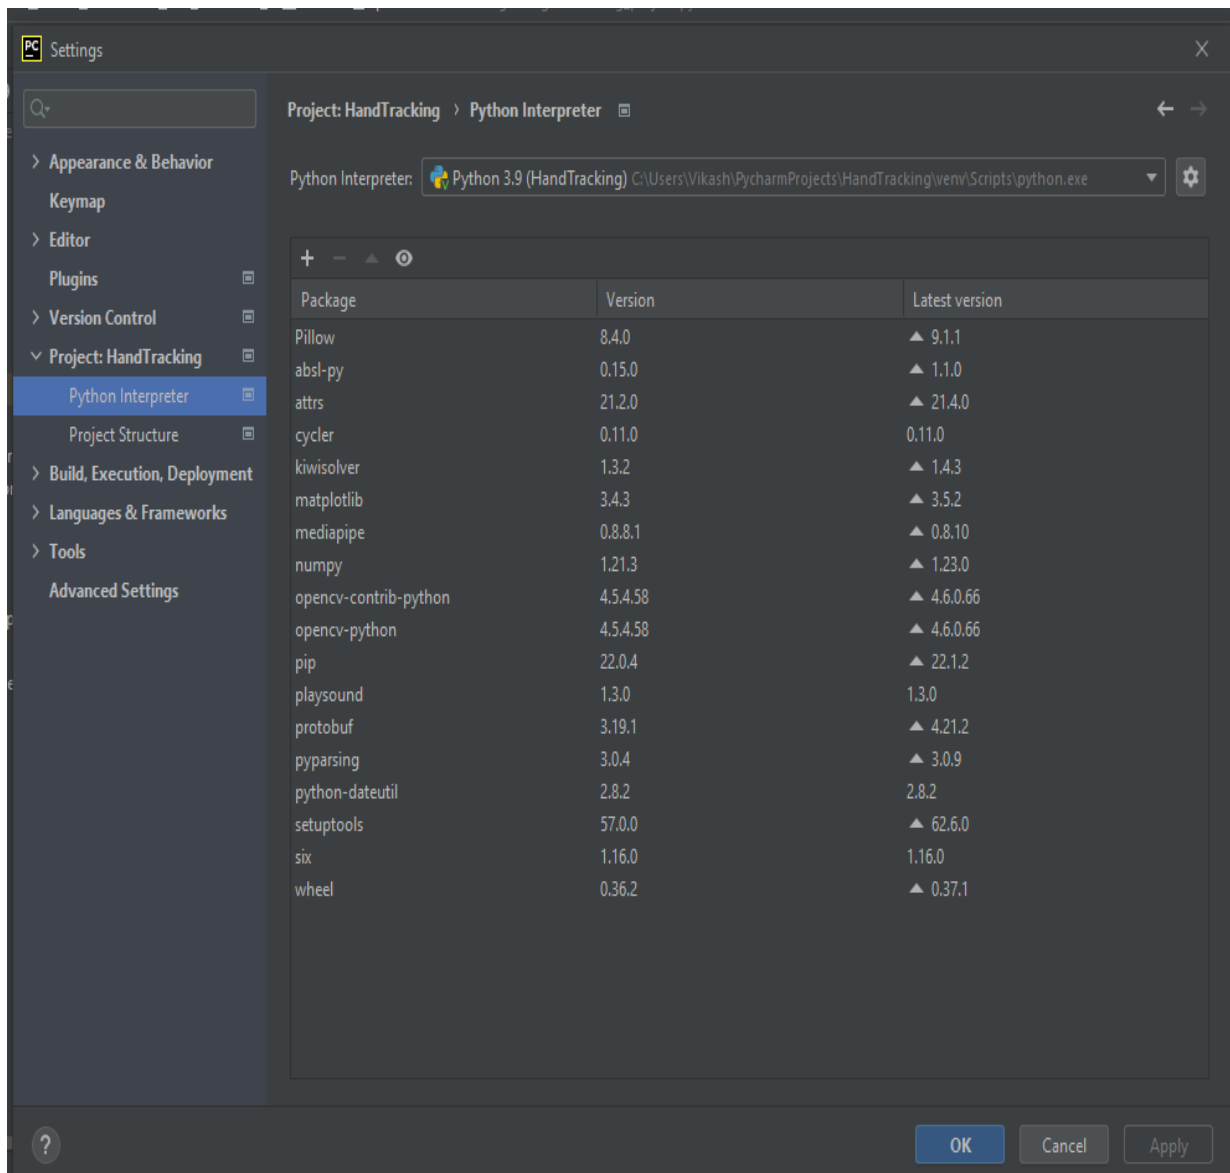 PC Settings X
Project: HandTracking > Python Interpreter
Python Interpreter: Python 3.9 (HandTracking) C:\Users\Vikash\PycharmProjects\HandTracking\venv\Scripts\python.exe
Appearance & Behavior
Keymap
Editor
Plugins
Version Control
Project: HandTracking
Python Interpreter
Project Structure
Build, Execution, Deployment
Languages & Frameworks
Tools
Advanced Settings
Package Version Latest version
Pillow 8.4.0 9.1.1
absl-py 0.15.0 1.1.0
attrs 21.2.0 21.4.0
cycler 0.11.0 0.11.0
kiwisolver 1.3.2 1.4.3
matplotlib 3.4.3 3.5.2
mediapipe 0.8.8.1 0.8.10
numpy 1.21.3 1.23.0
opencv-contrib-python 4.5.4.58 4.6.0.66
opencv-python 4.5.4.58 4.6.0.66
pip 22.0.4 22.1.2
playsound 1.3.0 1.3.0
protobuf 3.19.1 4.21.2
pyparsing 3.0.4 3.0.9
python-dateutil 2.8.2 2.8.2
setuptools 57.0.0 62.6.0
six 1.16.0 1.16.0
wheel 0.36.2 0.37.1
? OK Cancel Apply